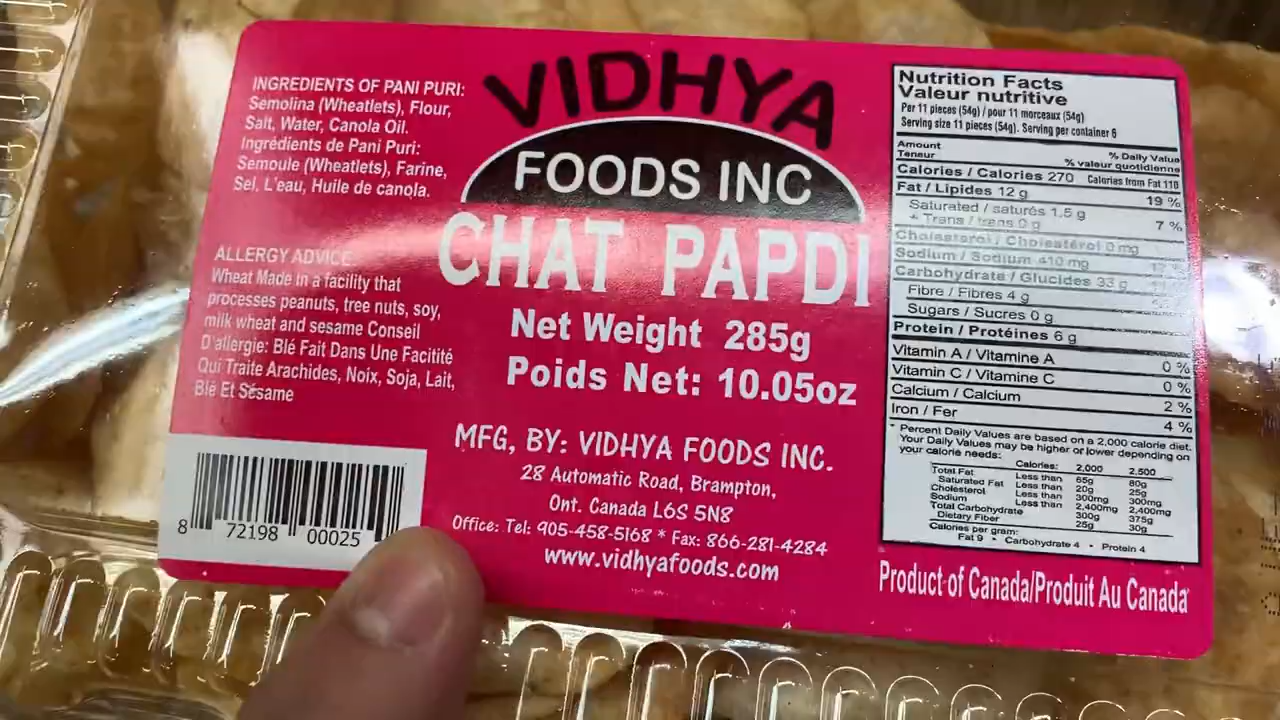 INGREDIENTS OF PANI PURI:
Semolina (Wheatlets), Flour,
Salt, Water, Canola Oil.
Ingrédients de Pani Puri:
Semoule (Wheatlets), Farine,
Sel, L'eau, Huile de canola.
ALLERGY ADVICE:
Wheat Made in a facility that
processes peanuts, tree nuts, soy,
milk wheat and sesame Conseil
D'allergie: Blé Fait Dans Une Facitité
Qui Traite Arachides, Noix, Soja, Lait,
Blé Et Sésame
8 72198 00025
VIDHYA
FOODS INC
CHAT PAPDI
Net Weight 285g
Poids Net: 10.05oz
MFG, BY: VIDHYA FOODS INC.
28 Automatic Road, Brampton,
Ont. Canada L6S 5N8
Office: Tel: 905-458-5168 * Fax: 866-281-4284
www.vidhyafoods.com
Nutrition Facts
Valeur nutritive
Per 11 pieces (54g) / pour 11 morceaux (54g)
Serving size 11 pieces (54g). Serving per container 6
Amount % Daily Value
Teneur % valeur quotidienne
Calories / Calories 270 Calories from Fat 110
Fat / Lipides 12 g 19 %
Saturated / saturés 1.5 g
+ Trans / trans 0 g 7 %
Cholesterol / Cholestérol 0 mg
Sodium / Sodium 410 mg
Carbohydrate / Glucides 33 g
Fibre / Fibres 4 g
Sugars / Sucres 0 g
Protein / Protéines 6 g
Vitamin A / Vitamine A 0 %
Vitamin C / Vitamine C 0 %
Calcium / Calcium 2 %
Iron / Fer 4 %
* Percent Daily Values are based on a 2,000 calorie diet.
Your Daily Values may be higher or lower depending on
your calorie needs:
Calories: 2,000 2,500
Total Fat Less than 65g 80g
Saturated Fat Less than 20g 25g
Cholesterol Less than 300mg 300mg
Sodium Less than 2,400mg 2,400mg
Total Carbohydrate 300g 375g
Dietary Fiber 25g 30g
Calories per gram:
Fat 9 • Carbohydrate 4 • Protein 4
Product of Canada/Produit Au Canada